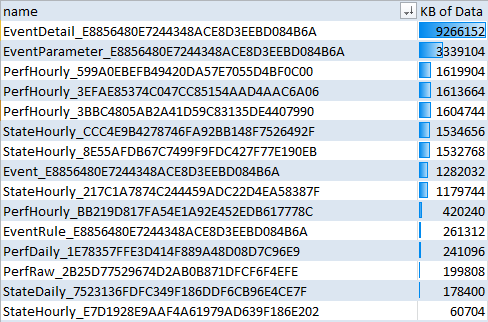 name KB of Data
EventDetail_E8856480E7244348ACE8D3EEBD084B6A 9266152
EventParameter_E8856480E7244348ACE8D3EEBD084B6A 3339104
PerfHourly_599A0EBEFB49420DA57E7055D4BF0C00 1619904
PerfHourly_3EFAE85374C047CC85154AAD4AAC6A06 1613664
PerfHourly_3BBC4805AB2A41D59C83135DE4407990 1604744
StateHourly_CCC4E9B4278746FA92BB148F7526492F 1534656
StateHourly_8E55AFDB67C7499F9FDC427F77E190EB 1532768
Event_E8856480E7244348ACE8D3EEBD084B6A 1282032
StateHourly_217C1A7874C244459ADC22D4EA58387F 1179744
PerfHourly_BB219D817FA54E1A92E452EDB617778C 420240
EventRule_E8856480E7244348ACE8D3EEBD084B6A 261312
PerfDaily_1E78357FFE3D414F889A48D08D7C96E9 241096
PerfRaw_2B25D77529674D2AB0B871DFCF6F4EFE 199808
StateDaily_7523136FDFC349F186DDF6CB96E4CE7F 178400
StateHourly_E7D1928E9AAF4A61979AD639F186E202 60704